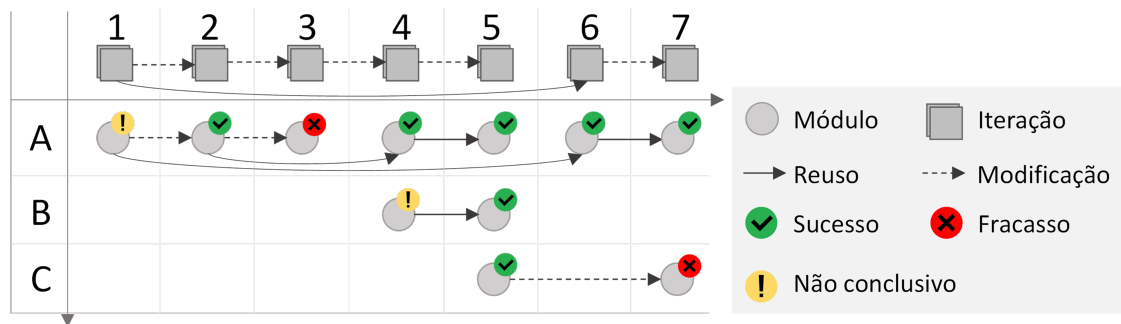 1 2 3 4 5 6 7
A
B
C
Módulo Iteração
Reuso Modificação
Sucesso Fracasso
Não conclusivo